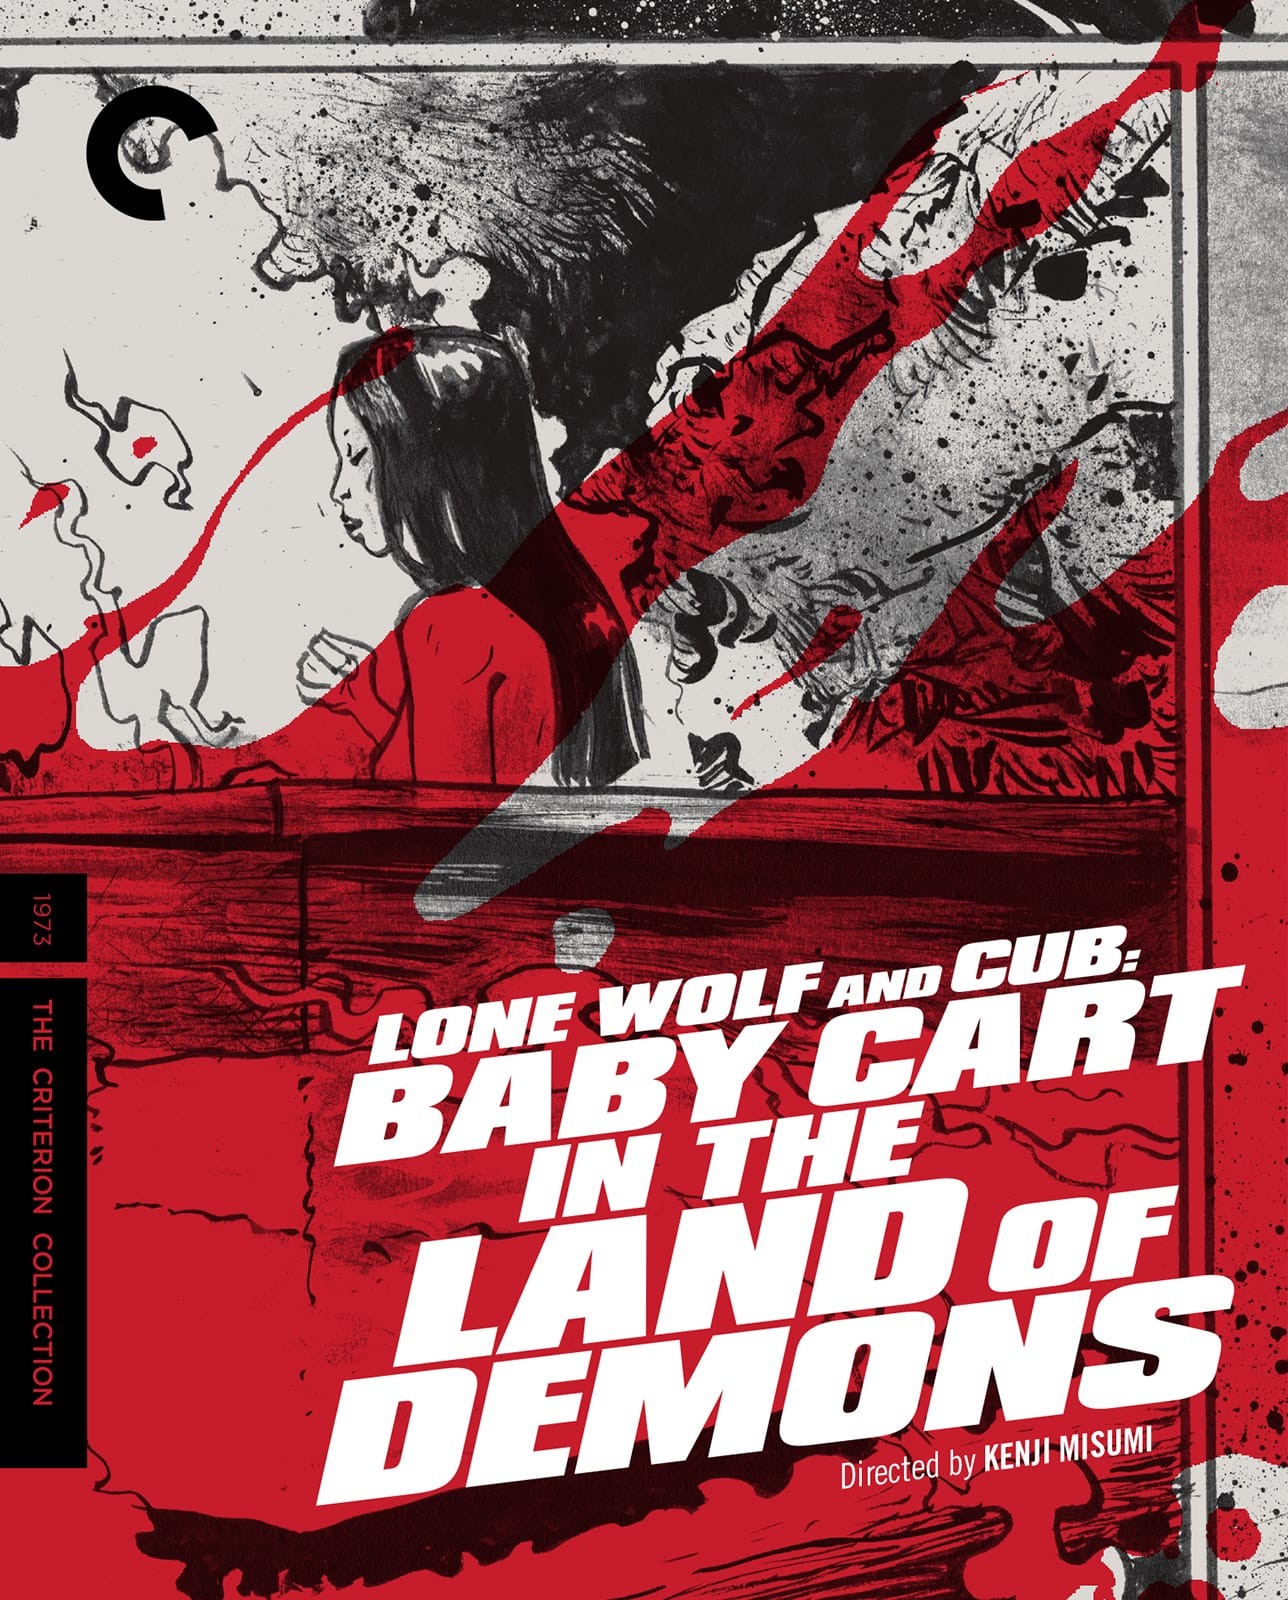 1973
THE CRITERION COLLECTION
LONE WOLF AND CUB:
BABY CART
IN THE
LAND OF
DEMONS
Directed by KENJI MISUMI